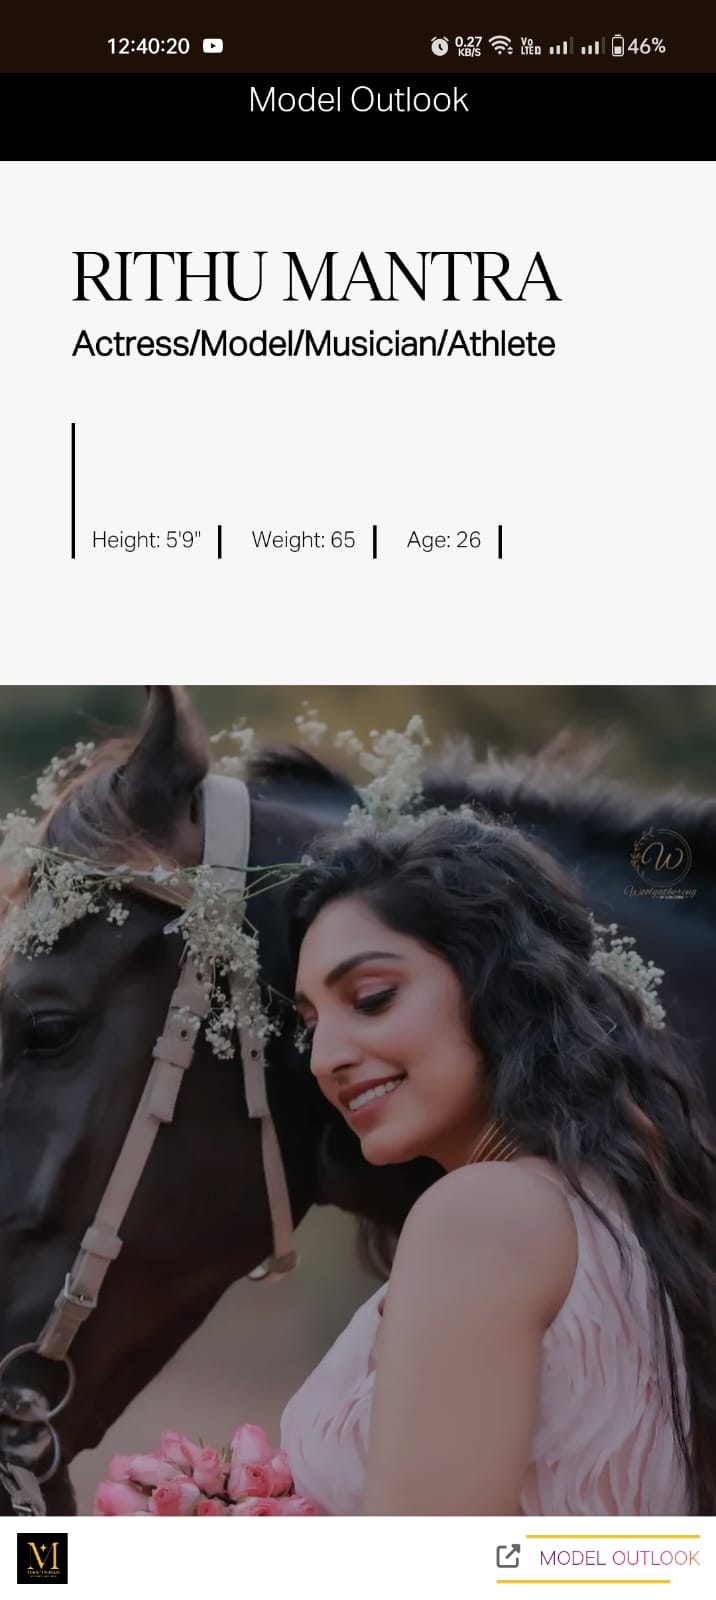 12:40:20 0.27 KB/S Vo LTE 46%
Model Outlook
RITHU MANTRA
Actress/Model/Musician/Athlete
Height: 5'9" Weight: 65 Age: 26
W
Woolgathering
M
MODEL OUTLOOK